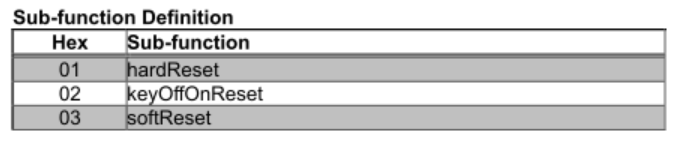 Sub-function Definition
Hex Sub-function
01 hardReset
02 keyOffOnReset
03 softReset